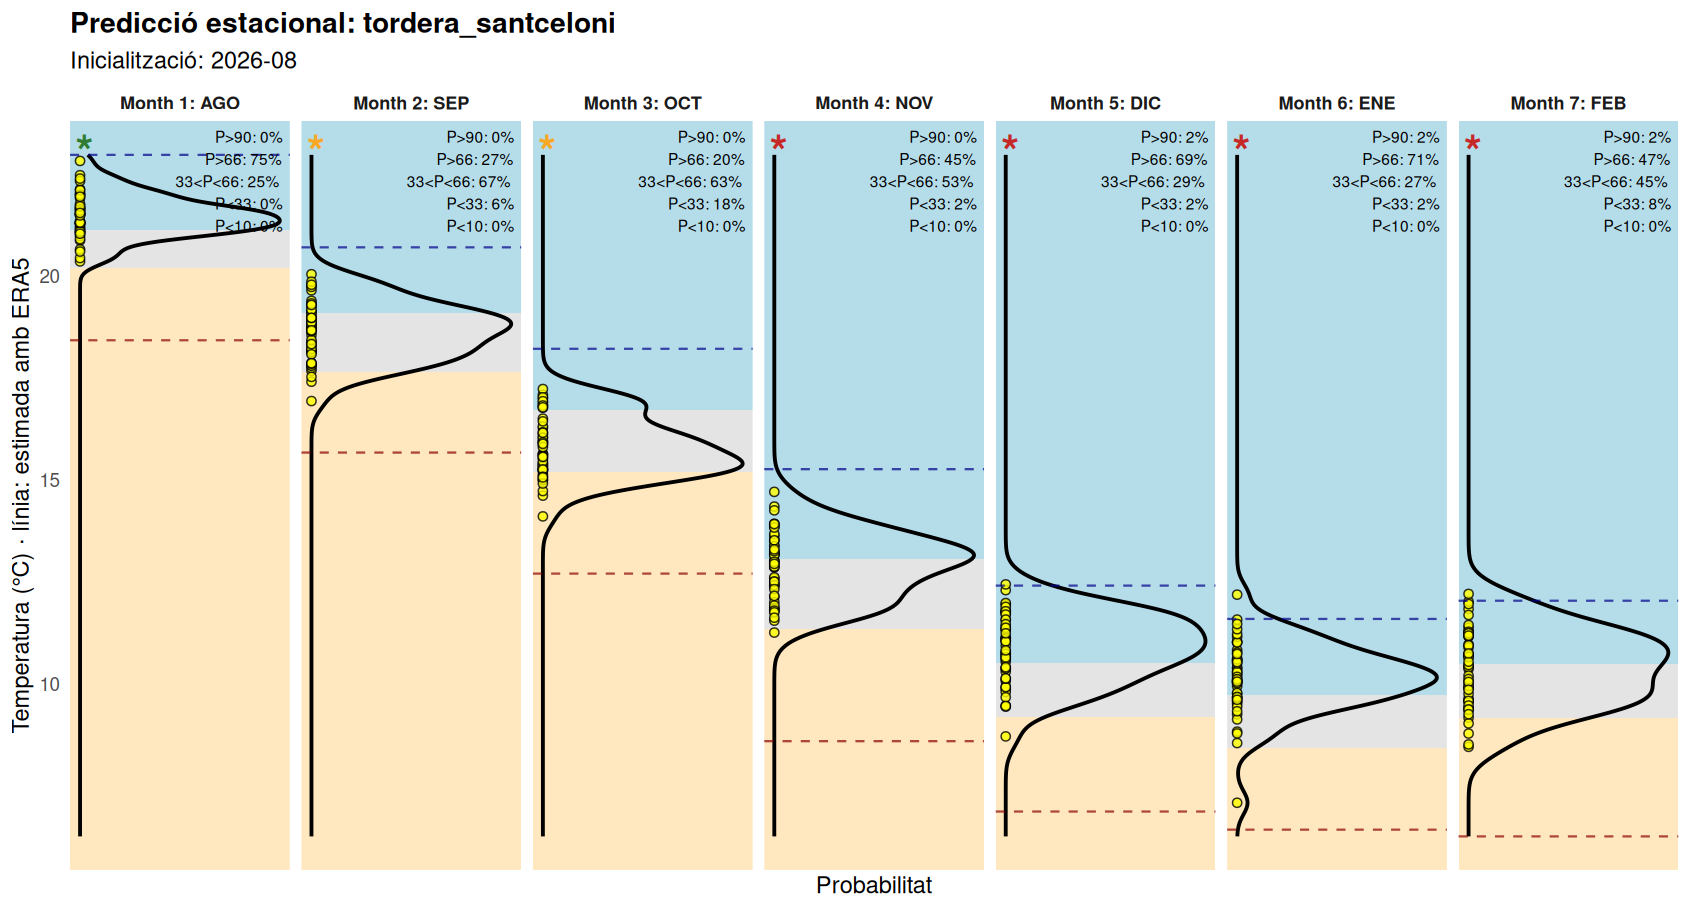 Predicció estacional: tordera_santceloni
Inicialització: 2026-08
Month 1: AGO
Month 2: SEP
Month 3: OCT
Month 4: NOV
Month 5: DIC
Month 6: ENE
Month 7: FEB
P>90: 0%
P>66: 75%
33<P<66: 25%
P<33: 0%
P<10: 0%
P>90: 0%
P>66: 27%
33<P<66: 67%
P<33: 6%
P<10: 0%
P>90: 0%
P>66: 20%
33<P<66: 63%
P<33: 18%
P<10: 0%
P>90: 0%
P>66: 45%
33<P<66: 53%
P<33: 2%
P<10: 0%
P>90: 2%
P>66: 69%
33<P<66: 29%
P<33: 2%
P<10: 0%
P>90: 2%
P>66: 71%
33<P<66: 27%
P<33: 2%
P<10: 0%
P>90: 2%
P>66: 47%
33<P<66: 45%
P<33: 8%
P<10: 0%
Temperatura (°C) · línia: estimada amb ERA5
20
15
10
Probabilitat